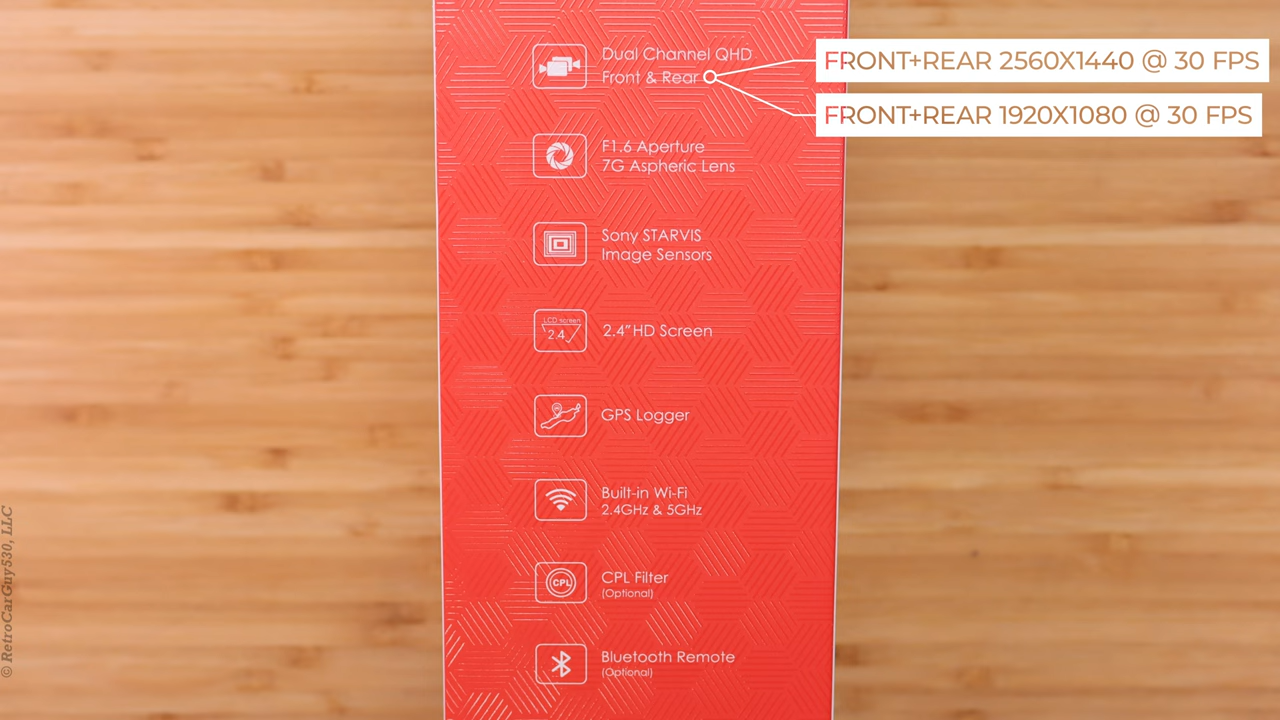 Dual Channel QHD
Front & Rear
FRONT+REAR 2560X1440 @ 30 FPS
FRONT+REAR 1920X1080 @ 30 FPS
F1.6 Aperture
7G Aspheric Lens
Sony STARVIS
Image Sensors
LCD screen
2.4
2.4”HD Screen
GPS Logger
Built-in Wi-Fi
2.4GHz & 5GHz
CPL
CPL Filter
(Optional)
Bluetooth Remote
(Optional)
© RetroCarGuy530, LLC